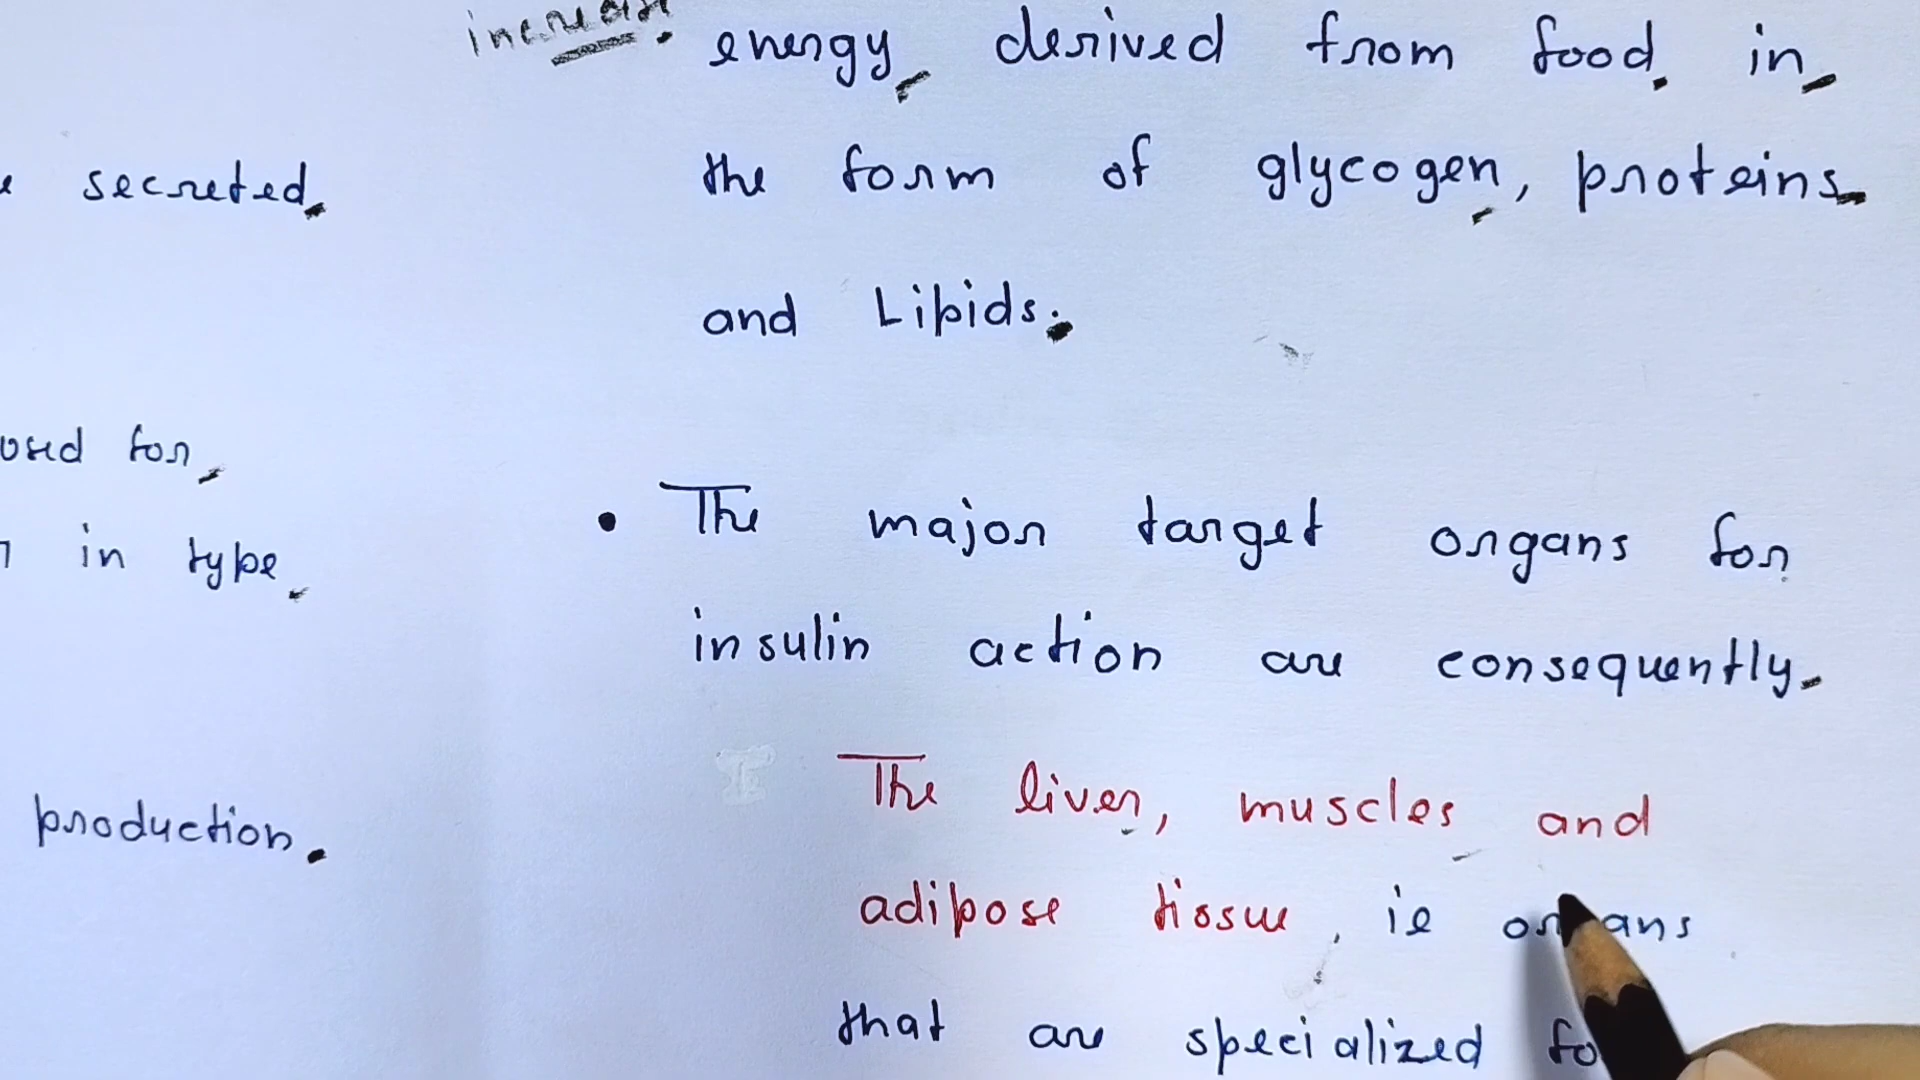 increase
energy derived from food in
the form of glycogen, proteins
and Lipids.
• The major target organs for
insulin action are consequently
The liver, muscles and
adipose tissue, ie organs
that are specialized
secreted
for
in type
production